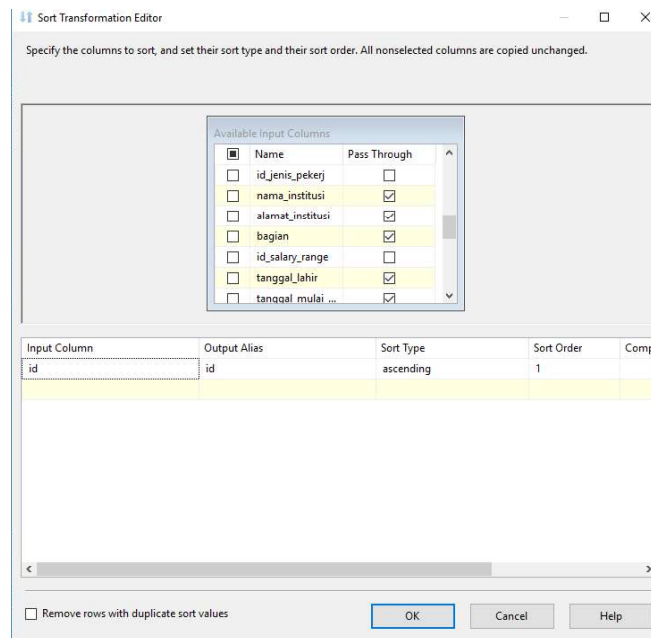 Sort Transformation Editor
Specify the columns to sort, and set their sort type and their sort order. All nonselected columns are copied unchanged.
Available Input Columns
Name Pass Through
id_jenis_pekerj
nama_institusi
alamat_institusi
bagian
id_salary_range
tanggal_lahir
tanggal mulai ...
Input Column Output Alias Sort Type Sort Order Comp
id id ascending 1
Remove rows with duplicate sort values
OK Cancel Help